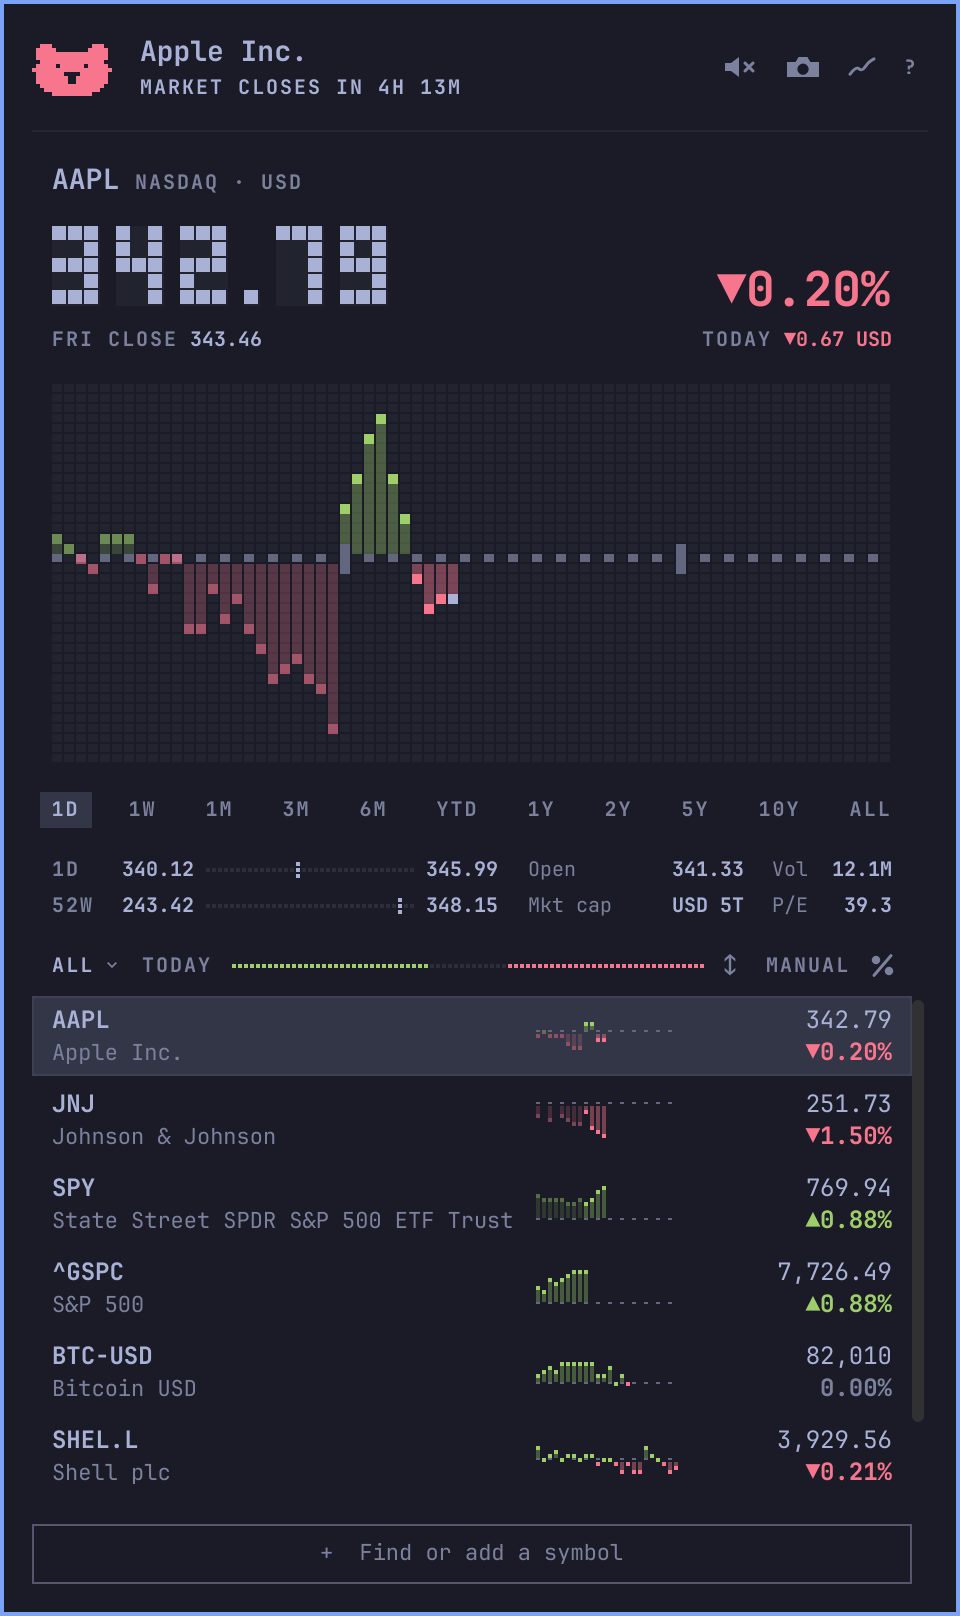 Apple Inc.
MARKET CLOSES IN 4H 13M
?
AAPL NASDAQ · USD
342.79
▼0.20%
FRI CLOSE 343.46
TODAY ▼0.67 USD
1D 1W 1M 3M 6M YTD 1Y 2Y 5Y 10Y ALL
1D 340.12 345.99 Open 341.33 Vol 12.1M
52W 243.42 348.15 Mkt cap USD 5T P/E 39.3
ALL TODAY MANUAL %
AAPL 342.79
Apple Inc. ▼0.20%
JNJ 251.73
Johnson & Johnson ▼1.50%
SPY 769.94
State Street SPDR S&P 500 ETF Trust ▲0.88%
^GSPC 7,726.49
S&P 500 ▲0.88%
BTC-USD 82,010
Bitcoin USD 0.00%
SHEL.L 3,929.56
Shell plc ▼0.21%
+ Find or add a symbol